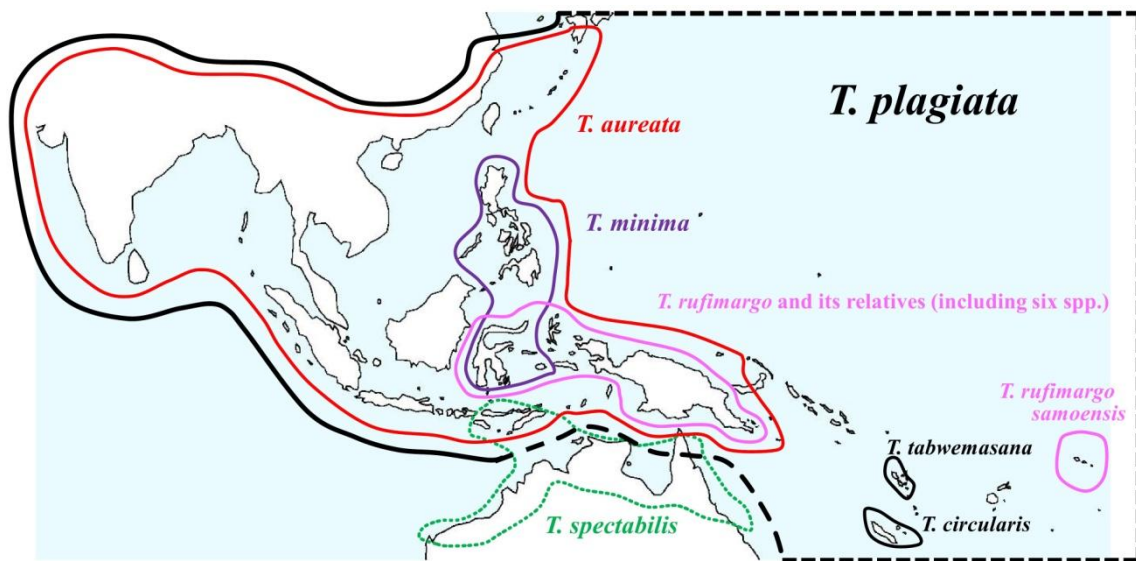 T. plagiata
T. aureata
T. minima
T. rufimargo and its relatives (including six spp.)
T. rufimargo
samoensis
T. tabwemasana
T. circularis
T. spectabilis